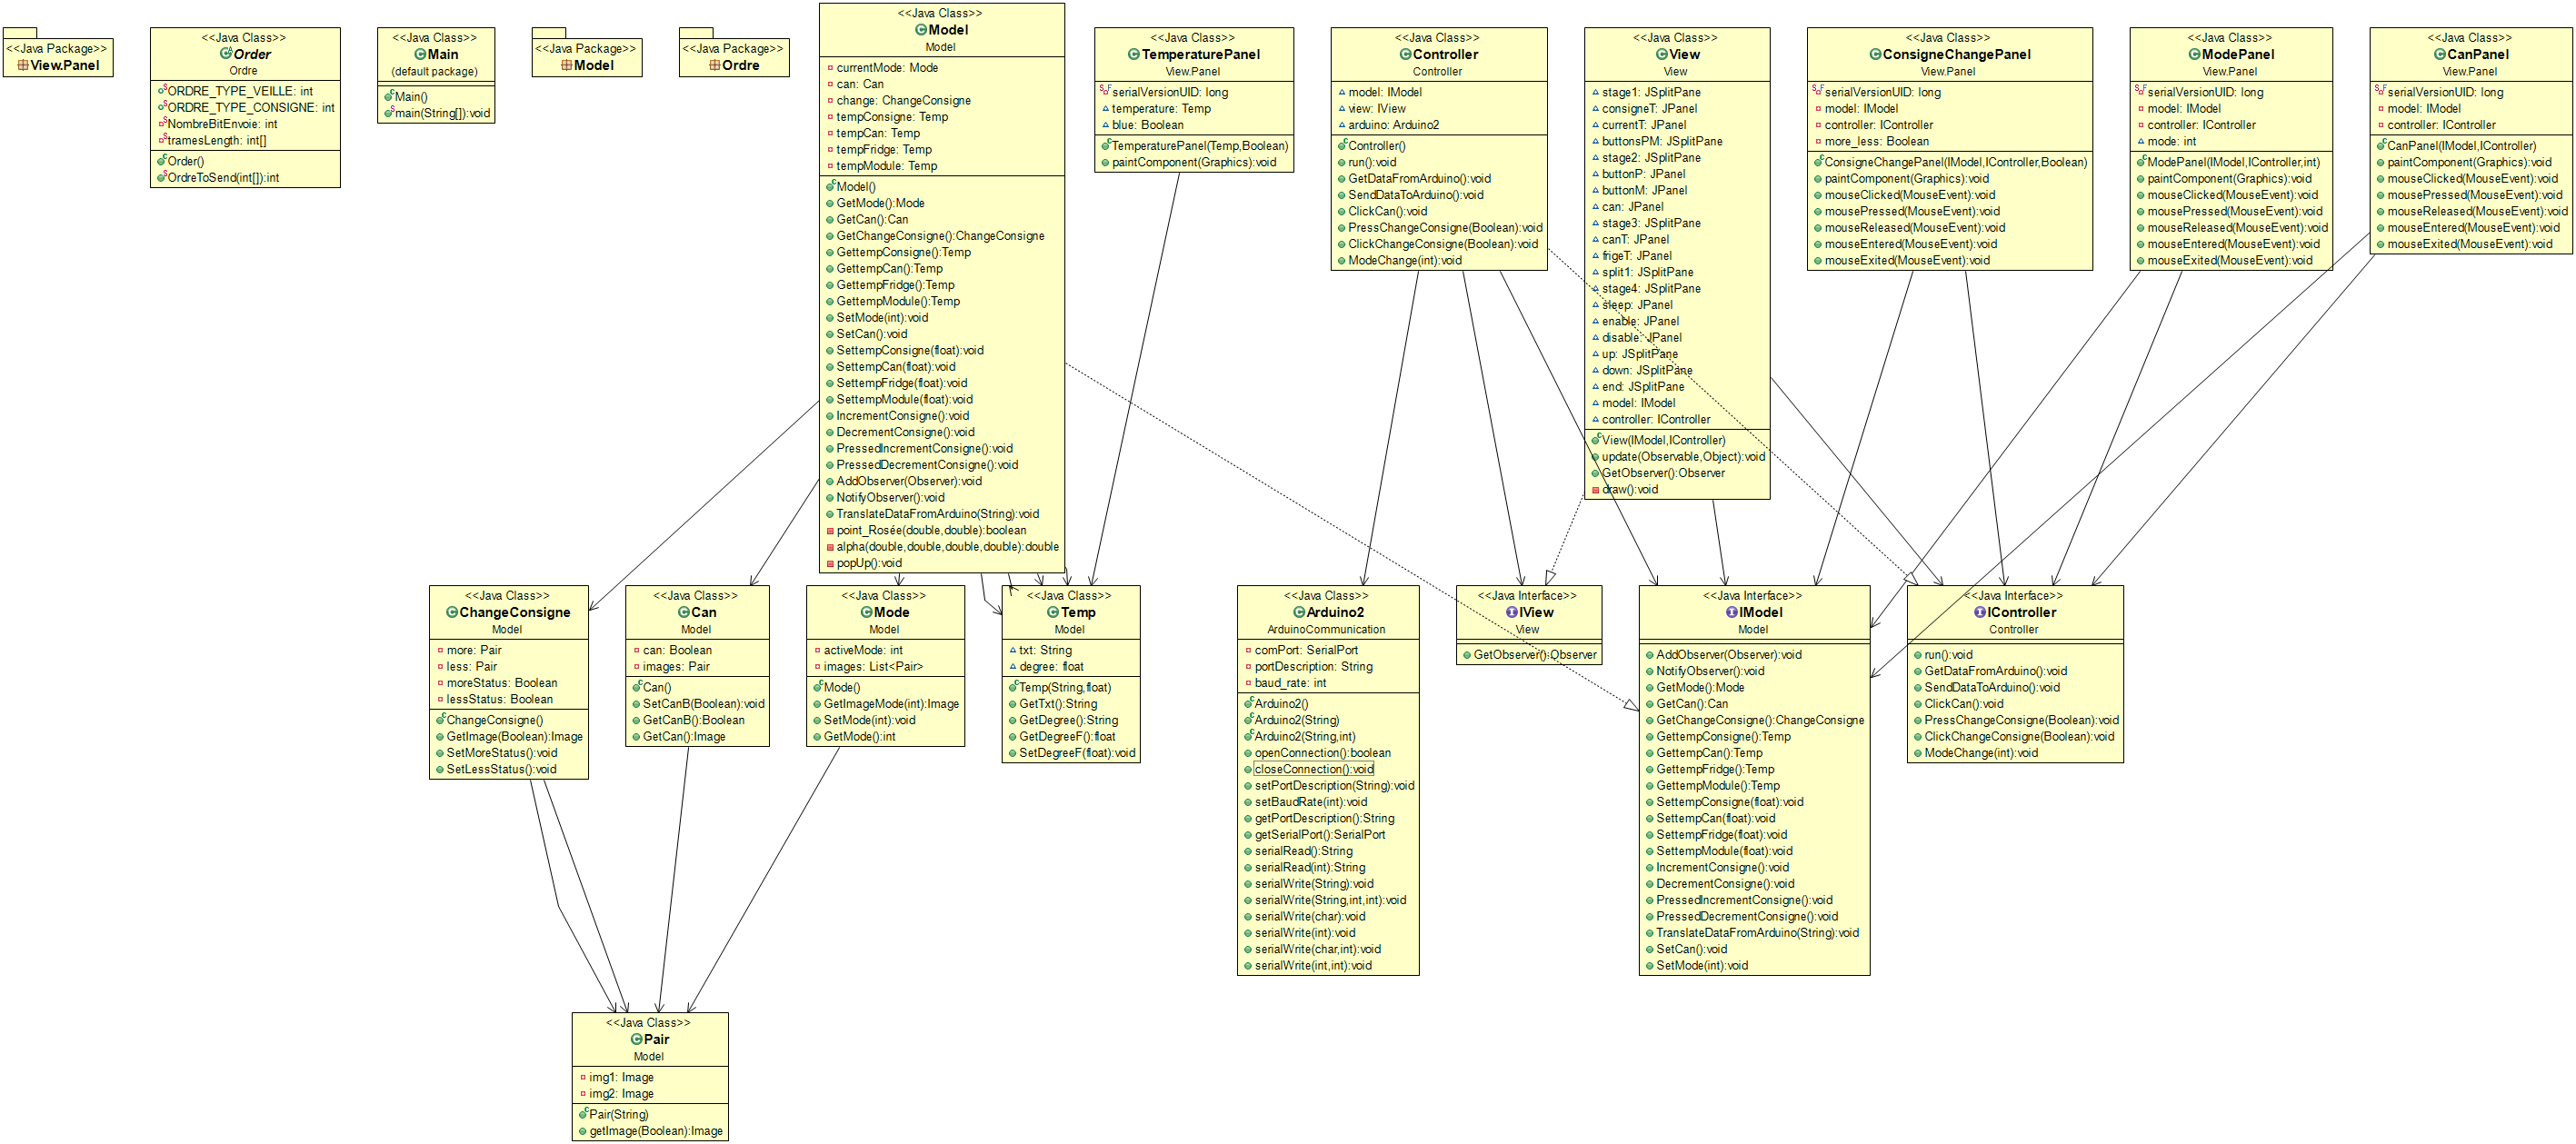 <<Java Package>>
View.Panel
<<Java Class>>
Order
Ordre
ORDRE_TYPE_VEILLE: int
ORDRE_TYPE_CONSIGNE: int
NombreBitEnvoie: int
tramesLength: int[]
Order()
OrdreToSend(int[]):int
<<Java Class>>
Main
(default package)
Main()
main(String[]):void
<<Java Package>>
Model
<<Java Package>>
Ordre
<<Java Class>>
Model
Model
currentMode: Mode
can: Can
change: ChangeConsigne
tempConsigne: Temp
tempCan: Temp
tempFridge: Temp
tempModule: Temp
Model()
GetMode():Mode
GetCan():Can
GetChangeConsigne():ChangeConsigne
GettempConsigne():Temp
GettempCan():Temp
GettempFridge():Temp
GettempModule():Temp
SetMode(int):void
SetCan():void
SettempConsigne(float):void
SettempCan(float):void
SettempFridge(float):void
SettempModule(float):void
IncrementConsigne():void
DecrementConsigne():void
PressedIncrementConsigne():void
PressedDecrementConsigne():void
AddObserver(Observer):void
NotifyObserver():void
TranslateDataFromArduino(String):void
point_Rosée(double,double):boolean
alpha(double,double,double,double):double
popUp():void
<<Java Class>>
TemperaturePanel
View.Panel
serialVersionUID: long
temperature: Temp
blue: Boolean
TemperaturePanel(Temp,Boolean)
paintComponent(Graphics):void
<<Java Class>>
Controller
Controller
model: IModel
view: IView
arduino: Arduino2
Controller()
run():void
GetDataFromArduino():void
SendDataToArduino():void
ClickCan():void
PressChangeConsigne(Boolean):void
ClickChangeConsigne(Boolean):void
ModeChange(int):void
<<Java Class>>
View
View
stage1: JSplitPane
consigneT: JPanel
currentT: JPanel
buttonsPM: JSplitPane
stage2: JSplitPane
buttonP: JPanel
buttonM: JPanel
can: JPanel
stage3: JSplitPane
canT: JPanel
frigeT: JPanel
split1: JSplitPane
stage4: JSplitPane
sleep: JPanel
enable: JPanel
disable: JPanel
up: JSplitPane
down: JSplitPane
end: JSplitPane
model: IModel
controller: IController
View(IModel,IController)
update(Observable,Object):void
GetObserver():Observer
draw():void
<<Java Class>>
ConsigneChangePanel
View.Panel
serialVersionUID: long
model: IModel
controller: IController
more_less: Boolean
ConsigneChangePanel(IModel,IController,Boolean)
paintComponent(Graphics):void
mouseClicked(MouseEvent):void
mousePressed(MouseEvent):void
mouseReleased(MouseEvent):void
mouseEntered(MouseEvent):void
mouseExited(MouseEvent):void
<<Java Class>>
ModePanel
View.Panel
serialVersionUID: long
model: IModel
controller: IController
mode: int
ModePanel(IModel,IController,int)
paintComponent(Graphics):void
mouseClicked(MouseEvent):void
mousePressed(MouseEvent):void
mouseReleased(MouseEvent):void
mouseEntered(MouseEvent):void
mouseExited(MouseEvent):void
<<Java Class>>
CanPanel
View.Panel
serialVersionUID: long
model: IModel
controller: IController
CanPanel(IModel,IController)
paintComponent(Graphics):void
mouseClicked(MouseEvent):void
mousePressed(MouseEvent):void
mouseReleased(MouseEvent):void
mouseEntered(MouseEvent):void
mouseExited(MouseEvent):void
<<Java Class>>
ChangeConsigne
Model
more: Pair
less: Pair
moreStatus: Boolean
lessStatus: Boolean
ChangeConsigne()
GetImage(Boolean):Image
SetMoreStatus():void
SetLessStatus():void
<<Java Class>>
Can
Model
can: Boolean
images: Pair
Can()
SetCanB(Boolean):void
GetCanB():Boolean
GetCan():Image
<<Java Class>>
Mode
Model
activeMode: int
images: List<Pair>
Mode()
GetImageMode(int):Image
SetMode(int):void
GetMode():int
<<Java Class>>
Temp
Model
txt: String
degree: float
Temp(String,float)
GetTxt():String
GetDegree():String
GetDegreeF():float
SetDegreeF(float):void
<<Java Class>>
Arduino2
ArduinoCommunication
comPort: SerialPort
portDescription: String
baud_rate: int
Arduino2()
Arduino2(String)
Arduino2(String,int)
openConnection():boolean
closeConnection():void
setPortDescription(String):void
setBaudRate(int):void
getPortDescription():String
getSerialPort():SerialPort
serialRead():String
serialRead(int):String
serialWrite(String):void
serialWrite(String,int,int):void
serialWrite(char):void
serialWrite(int):void
serialWrite(char,int):void
serialWrite(int,int):void
<<Java Interface>>
IView
View
GetObserver():Observer
<<Java Interface>>
IModel
Model
AddObserver(Observer):void
NotifyObserver():void
GetMode():Mode
GetCan():Can
GetChangeConsigne():ChangeConsigne
GettempConsigne():Temp
GettempCan():Temp
GettempFridge():Temp
GettempModule():Temp
SettempConsigne(float):void
SettempCan(float):void
SettempFridge(float):void
SettempModule(float):void
IncrementConsigne():void
DecrementConsigne():void
PressedIncrementConsigne():void
PressedDecrementConsigne():void
TranslateDataFromArduino(String):void
SetCan():void
SetMode(int):void
<<Java Interface>>
IController
Controller
run():void
GetDataFromArduino():void
SendDataToArduino():void
ClickCan():void
PressChangeConsigne(Boolean):void
ClickChangeConsigne(Boolean):void
ModeChange(int):void
<<Java Class>>
Pair
Model
img1: Image
img2: Image
Pair(String)
getImage(Boolean):Image